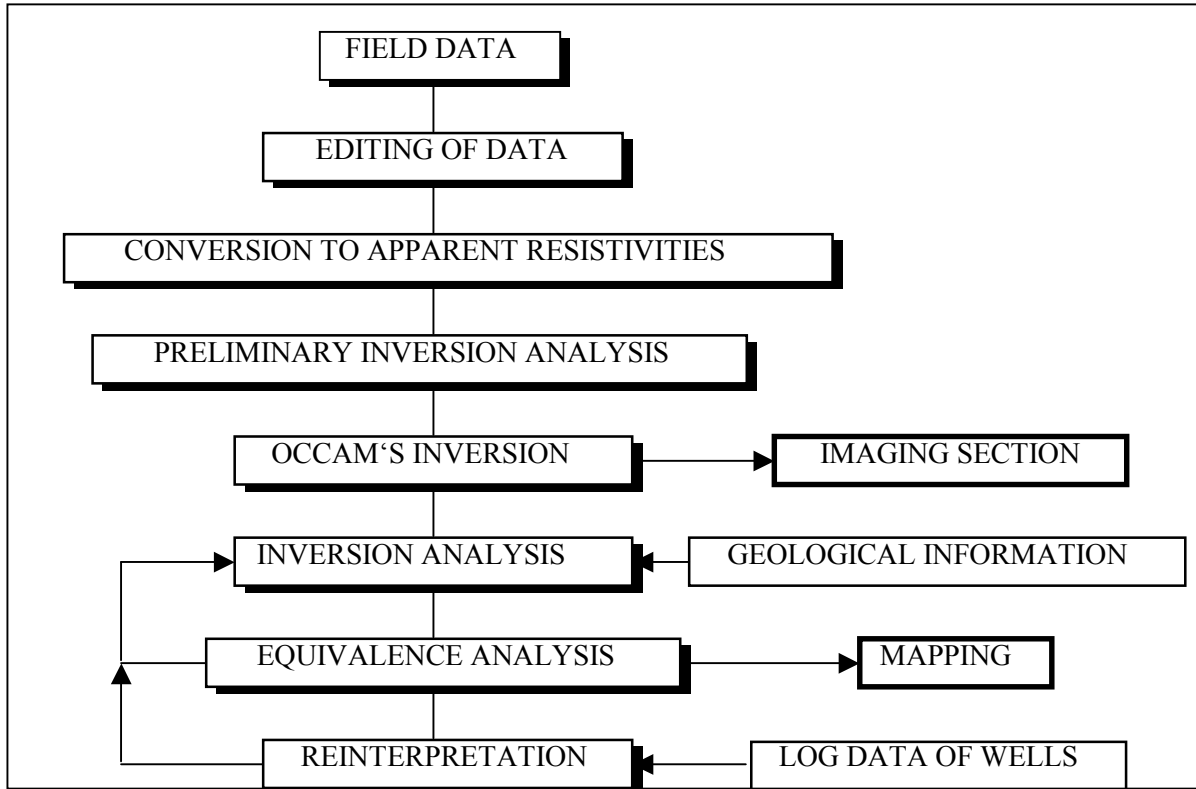 FIELD DATA
EDITING OF DATA
CONVERSION TO APPARENT RESISTIVITIES
PRELIMINARY INVERSION ANALYSIS
OCCAM‘S INVERSION
IMAGING SECTION
INVERSION ANALYSIS
GEOLOGICAL INFORMATION
EQUIVALENCE ANALYSIS
MAPPING
REINTERPRETATION
LOG DATA OF WELLS